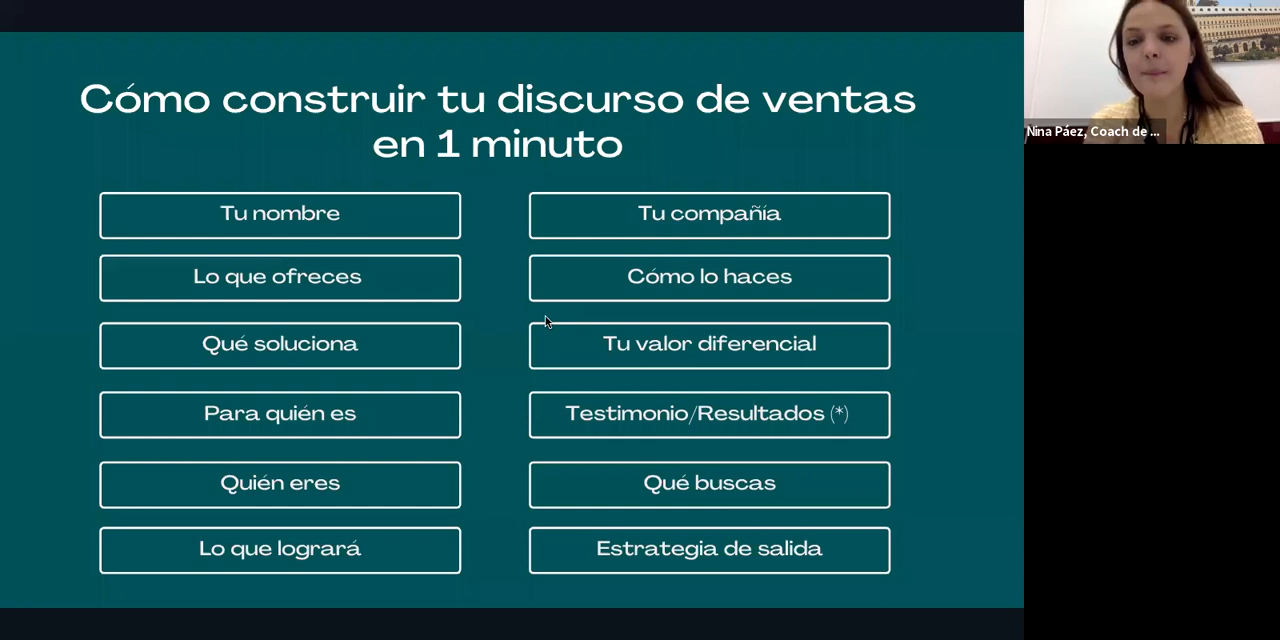 Cómo construir tu discurso de ventas
en 1 minuto
Tu nombre
Tu compañía
Lo que ofreces
Cómo lo haces
Qué soluciona
Tu valor diferencial
Para quién es
Testimonio/Resultados (*)
Quién eres
Qué buscas
Lo que logrará
Estrategia de salida
Nina Páez, Coach de ...